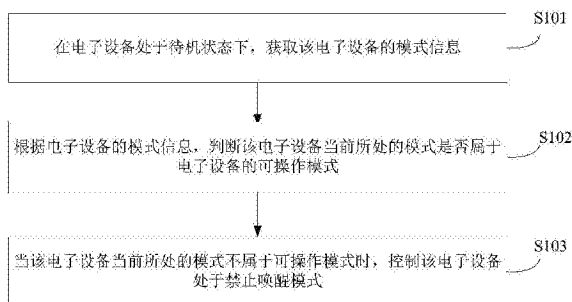 S101
在电子设备处于待机状态下，获取该电子设备的模式信息
S102
根据电子设备的模式信息，判断该电子设备当前所处的模式是否属于
电子设备的可操作模式
S103
当该电子设备当前所处的模式不属于可操作模式时，控制该电子设备
处于禁止唤醒模式